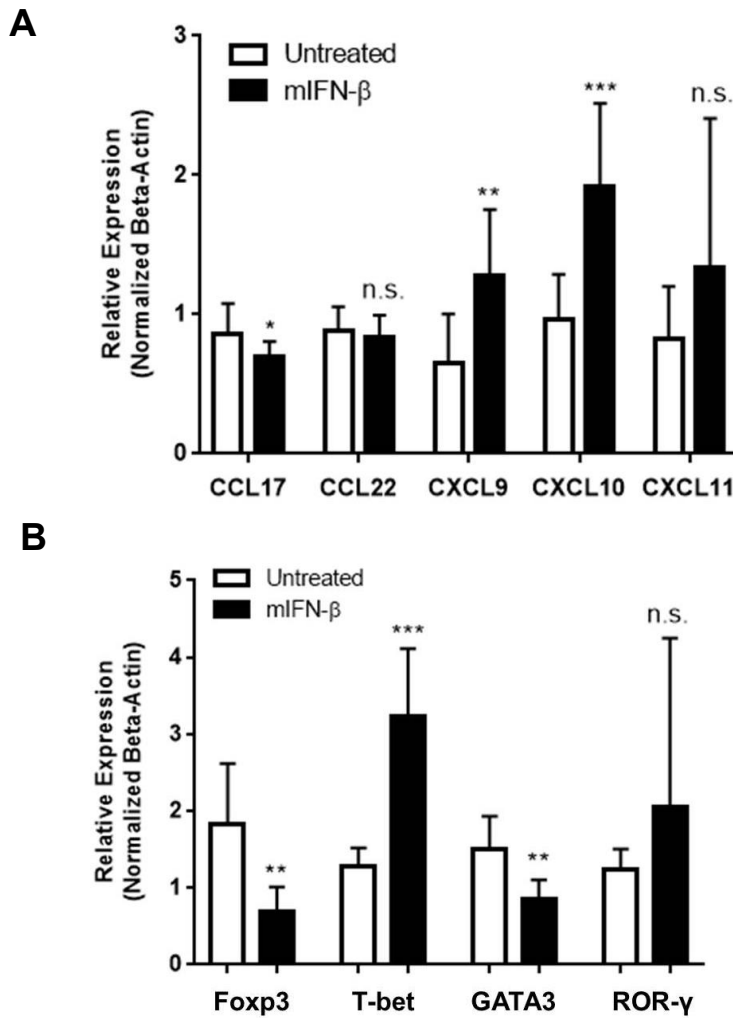 A
3
2
1
0
Relative Expression
(Normalized Beta-Actin)
Untreated
mIFN-β
*
n.s.
**
***
n.s.
CCL17 CCL22 CXCL9 CXCL10 CXCL11
B
5
4
3
2
1
0
Relative Expression
(Normalized Beta-Actin)
Untreated
mIFN-β
**
***
**
n.s.
Foxp3 T-bet GATA3 ROR-γ